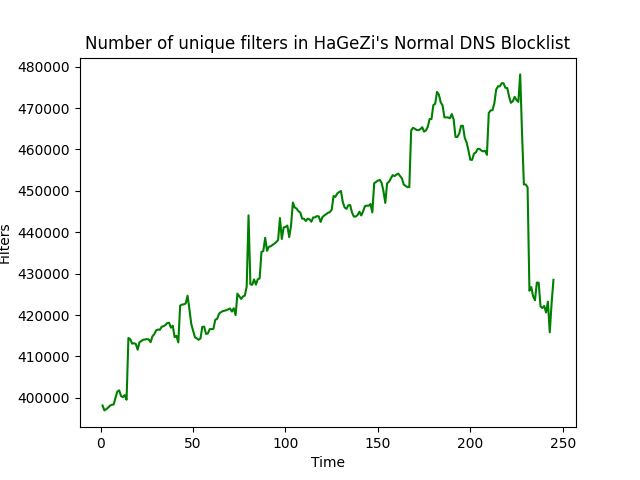 Number of unique filters in HaGeZi's Normal DNS Blocklist
480000
470000
460000
450000
440000
430000
420000
410000
400000
Filters
0 50 100 150 200 250
Time